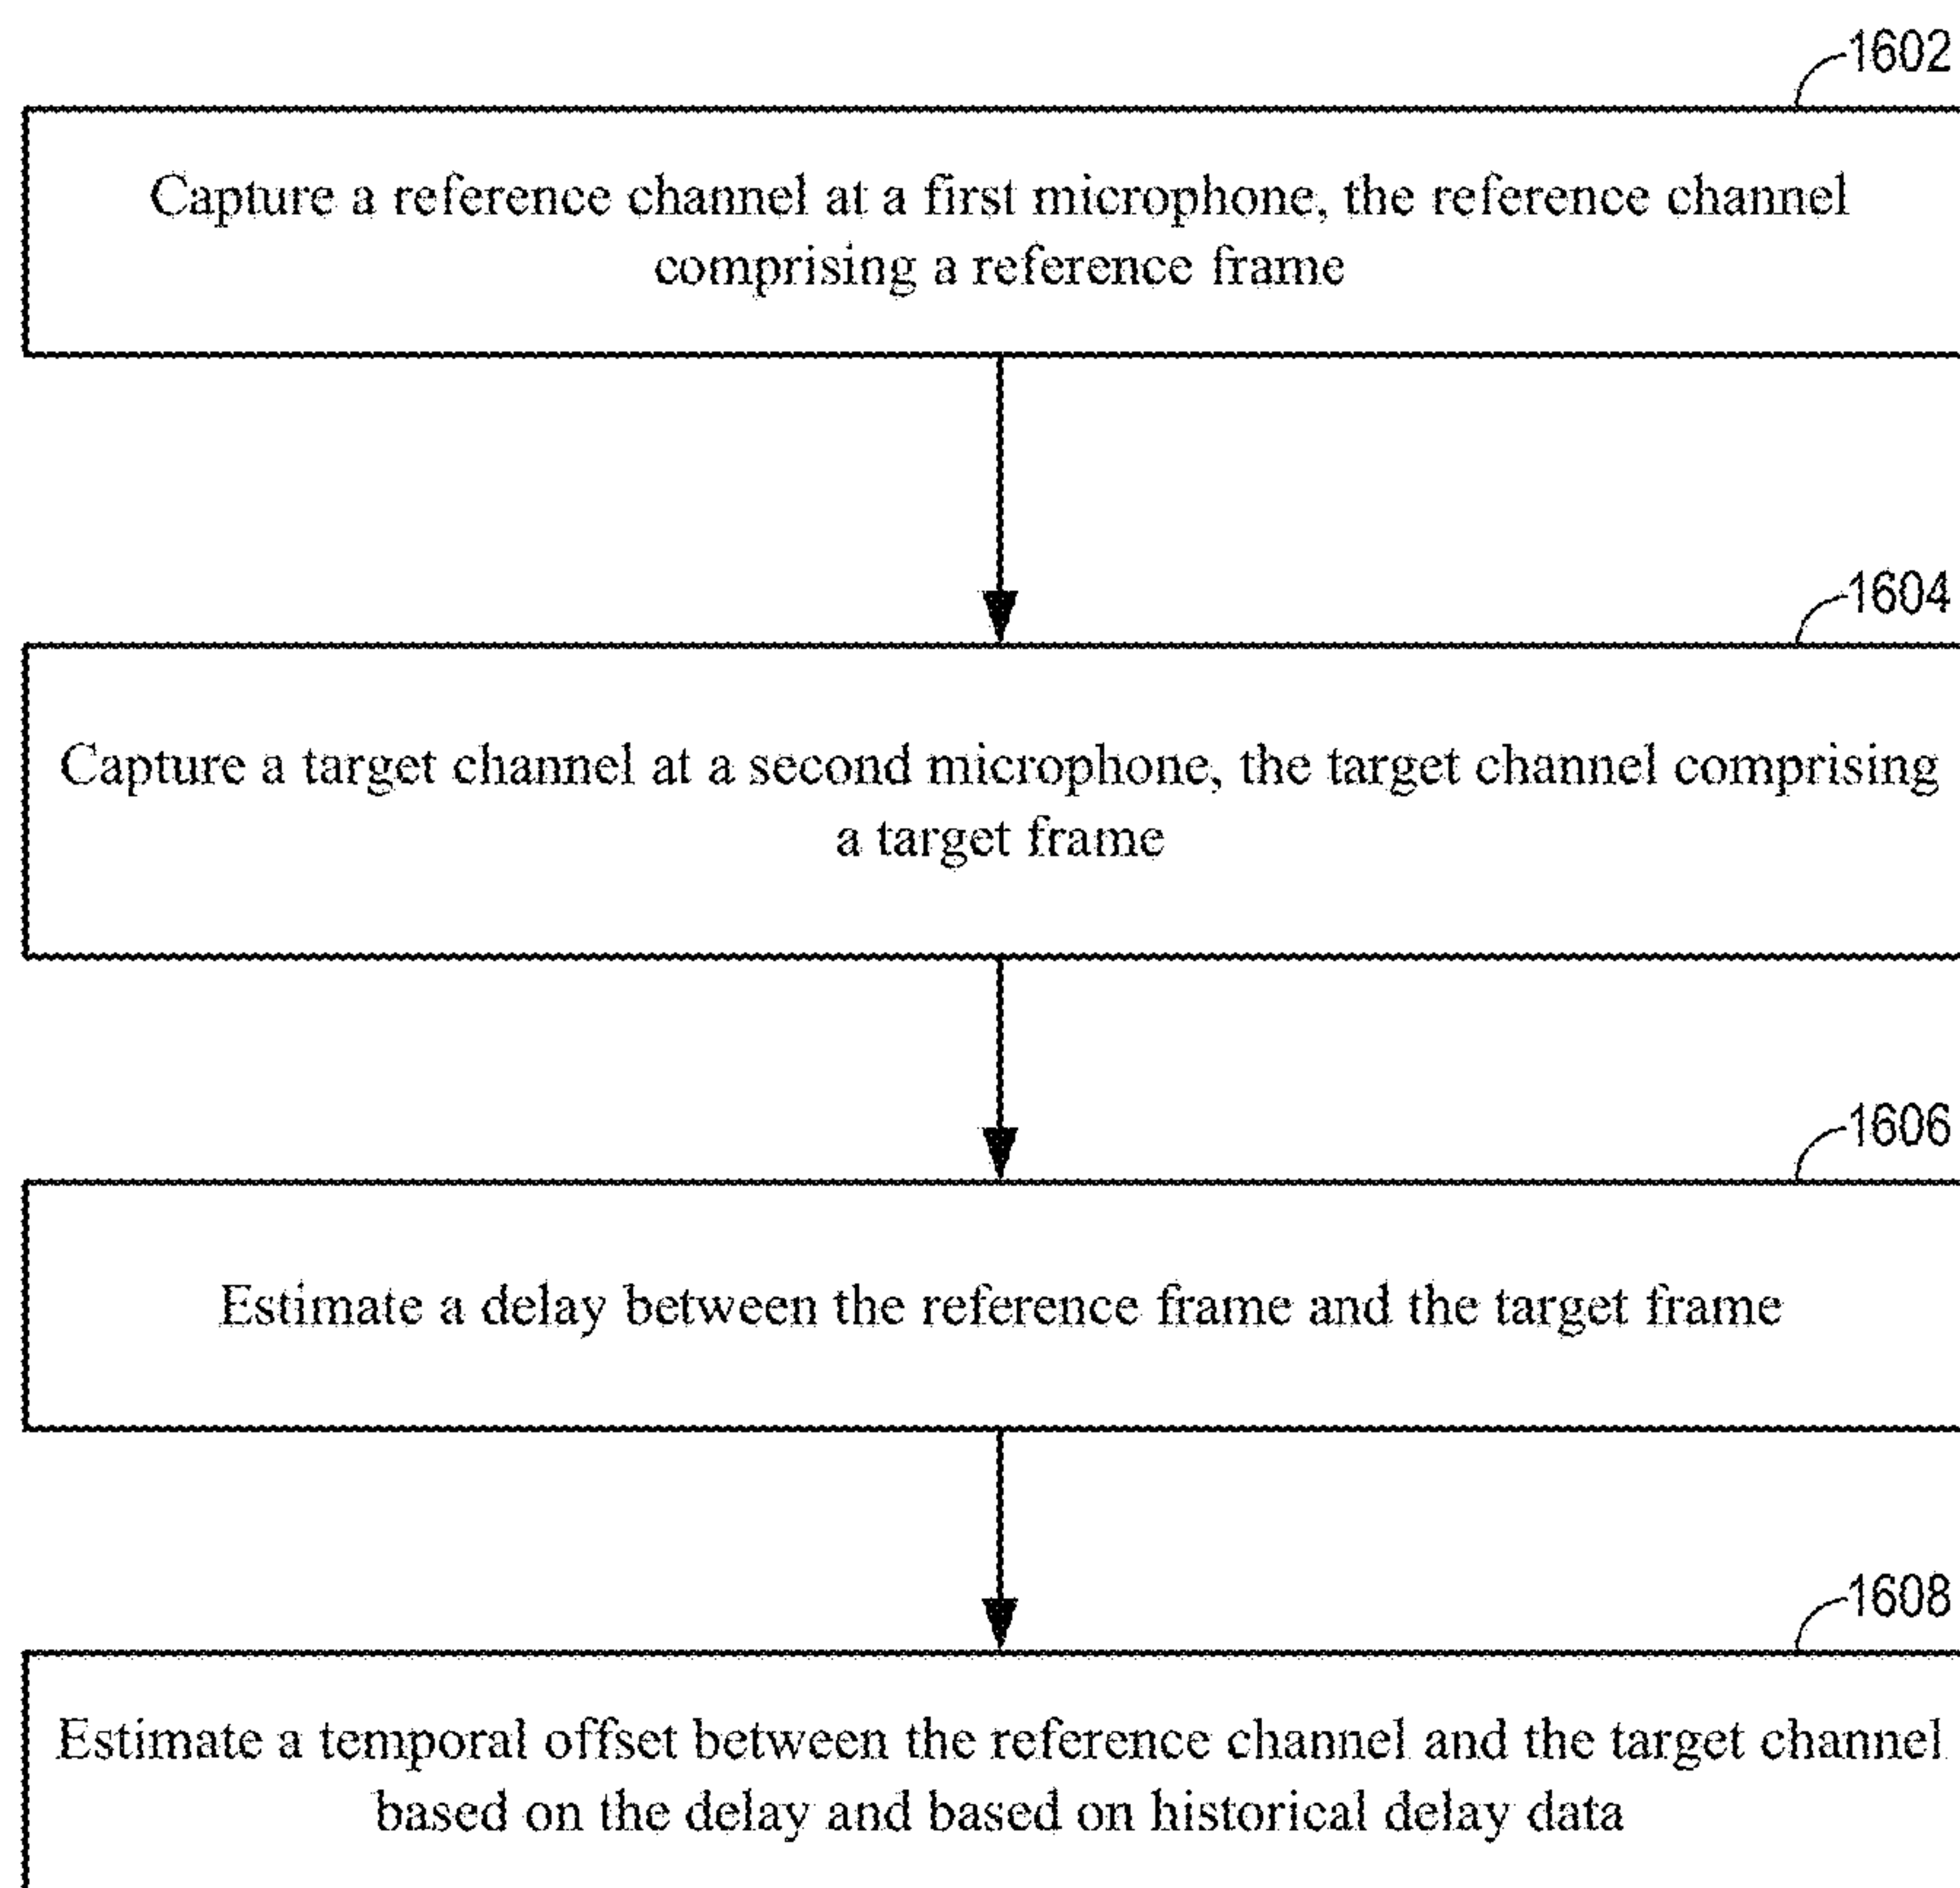 1602
Capture a reference channel at a first microphone, the reference channel
comprising a reference frame
1604
Capture a target channel at a second microphone, the target channel comprising
a target frame
1606
Estimate a delay between the reference frame and the target frame
1608
Estimate a temporal offset between the reference channel and the target channel
based on the delay and based on historical delay data